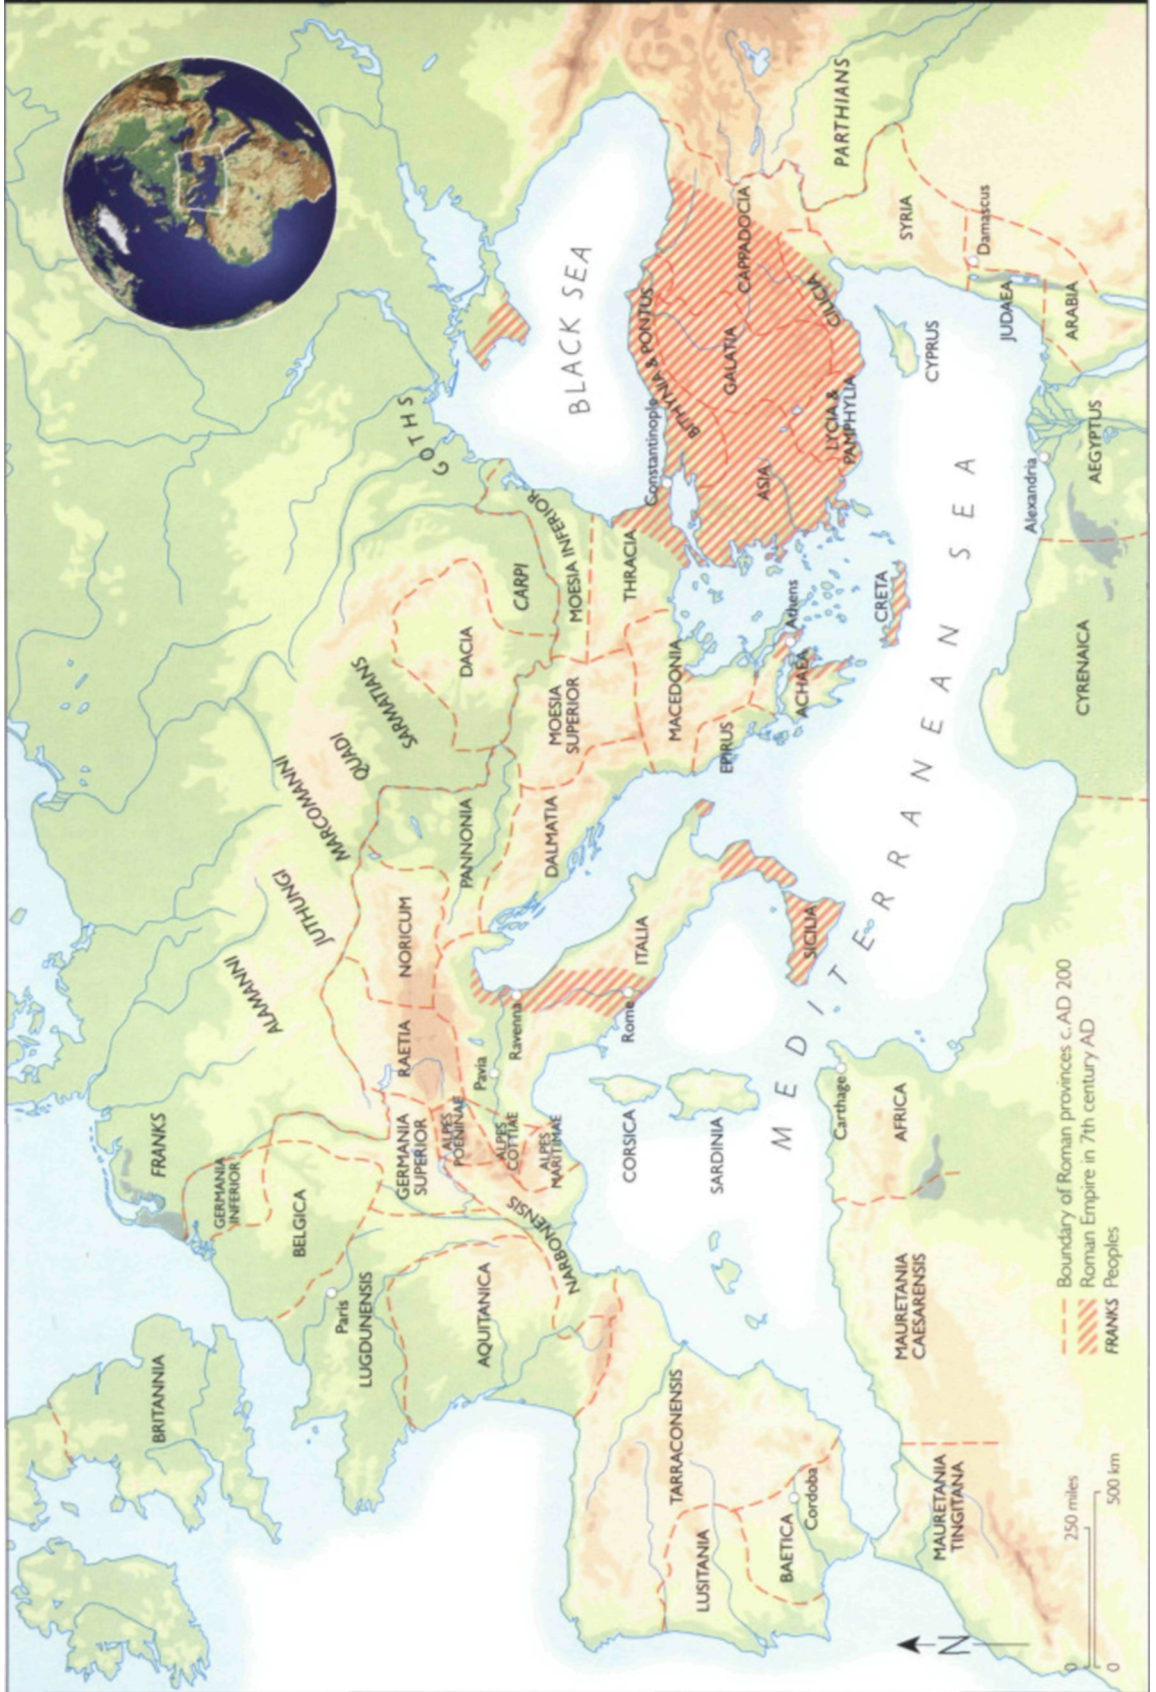 BRITANNIA
FRANKS
GERMANIA
INFERIOR
BELGICA
Paris
LUGDUNENSIS
AQUITANICA
NARBONENSIS
GERMANIA
SUPERIOR
ALPES
POENINAE
ALPES
COTTIAE
ALPES
MARITIMAE
ALAMANNI
JUTHUNGI
MARCOMANNI
QUADI
SARMATIANS
GOTHS
RAETIA
NORICUM
PANNONIA
DACIA
CARPI
Pavia
Ravenna
DALMATIA
MOESIA
SUPERIOR
MOESIA INFERIOR
THRACIA
MACEDONIA
EPIRUS
ACHAEA
Athens
CRETA
ITALIA
Rome
CORSICA
SARDINIA
SICILIA
TARRACONENSIS
LUSITANIA
BAETICA
Cordoba
BLACK SEA
Constantinople
BITHYNIA & PONTUS
GALATIA
CAPPADOCIA
ASIA
LYCIA &
PAMPHYLIA
CILICIA
PARTHIANS
SYRIA
Damascus
CYPRUS
JUDAEA
ARABIA
MEDITERRANEAN SEA
Alexandria
AEGYPTUS
CYRENAICA
Carthage
AFRICA
MAURETANIA
CAESARENSIS
MAURETANIA
TINGITANA
N
0 250 miles
0 500 km
Boundary of Roman provinces c. AD 200
Roman Empire in 7th century AD
FRANKS Peoples